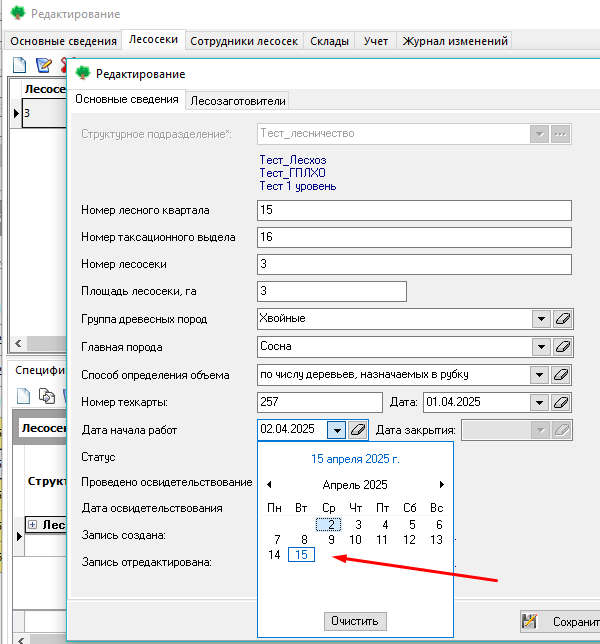 Редактирование
Основные сведения Лесосеки Сотрудники лесосек Склады Учет Журнал изменений
Лесосе
3
Редактирование
Основные сведения Лесозаготовители
Структурное подразделение*: Тест_лесничество
Тест_Лесхоз
Тест_ГПЛХО
Тест 1 уровень
Номер лесного квартала 15
Номер таксационного выдела 16
Номер лесосеки 3
Площадь лесосеки, га 3
Группа древесных пород Хвойные
Главная порода Сосна
Способ определения объема по числу деревьев, назначаемых в рубку
Номер техкарты: 257 Дата: 01.04.2025
Дата начала работ 02.04.2025 Дата закрытия:
Статус
Проведено освидетельствование
Дата освидетельствования
Запись создана:
Запись отредактирована:
15 апреля 2025 г.
Апрель 2025
Пн Вт Ср Чт Пт Сб Вс
2 3 4 5 6
7 8 9 10 11 12 13
14 15
Очистить
Сохранит
Специфи
Лесосек
Структ
Лес